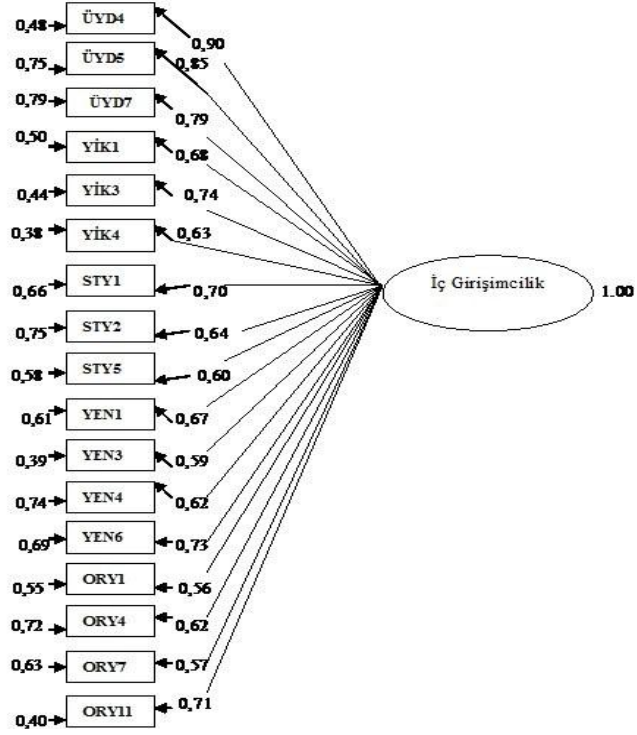 0,48 ÜYD4 0,90
0,75 ÜYD5 0,85
0,79 ÜYD7 0,79
0,50 YİK1 0,68
0,44 YİK3 0,74
0,38 YİK4 0,63
0,66 STY1 0,70
İç Girişimcilik 1.00
0,75 STY2 0,64
0,58 STY5 0,60
0,61 YEN1 0,67
0,39 YEN3 0,59
0,74 YEN4 0,62
0,69 YEN6 0,73
0,55 ORY1 0,56
0,72 ORY4 0,62
0,63 ORY7 0,57
0,40 ORY11 0,71